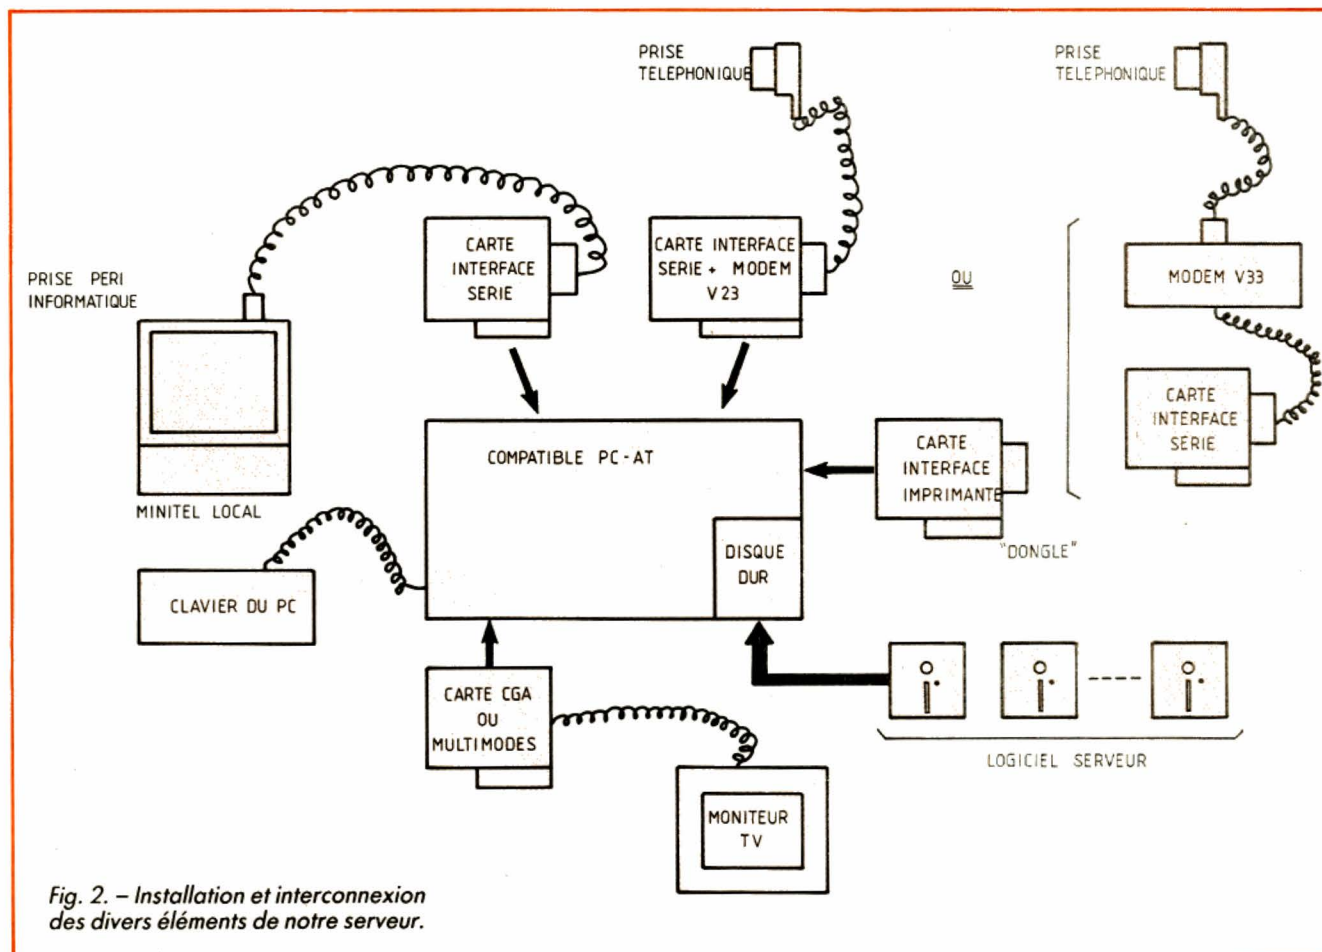 PRISE
TELEPHONIQUE
PRISE
TELEPHONIQUE
PRISE PERI
INFORMATIQUE
CARTE
INTERFACE
SERIE
CARTE INTERFACE
SERIE + MODEM
V23
OU
MODEM V33
CARTE
INTERFACE
SERIE
MINITEL LOCAL
COMPATIBLE PC-AT
CARTE
INTERFACE
IMPRIMANTE
"DONGLE"
DISQUE
DUR
CLAVIER DU PC
CARTE CGA
OU
MULTIMODES
MONITEUR
TV
LOGICIEL SERVEUR
Fig. 2. – Installation et interconnexion
des divers éléments de notre serveur.